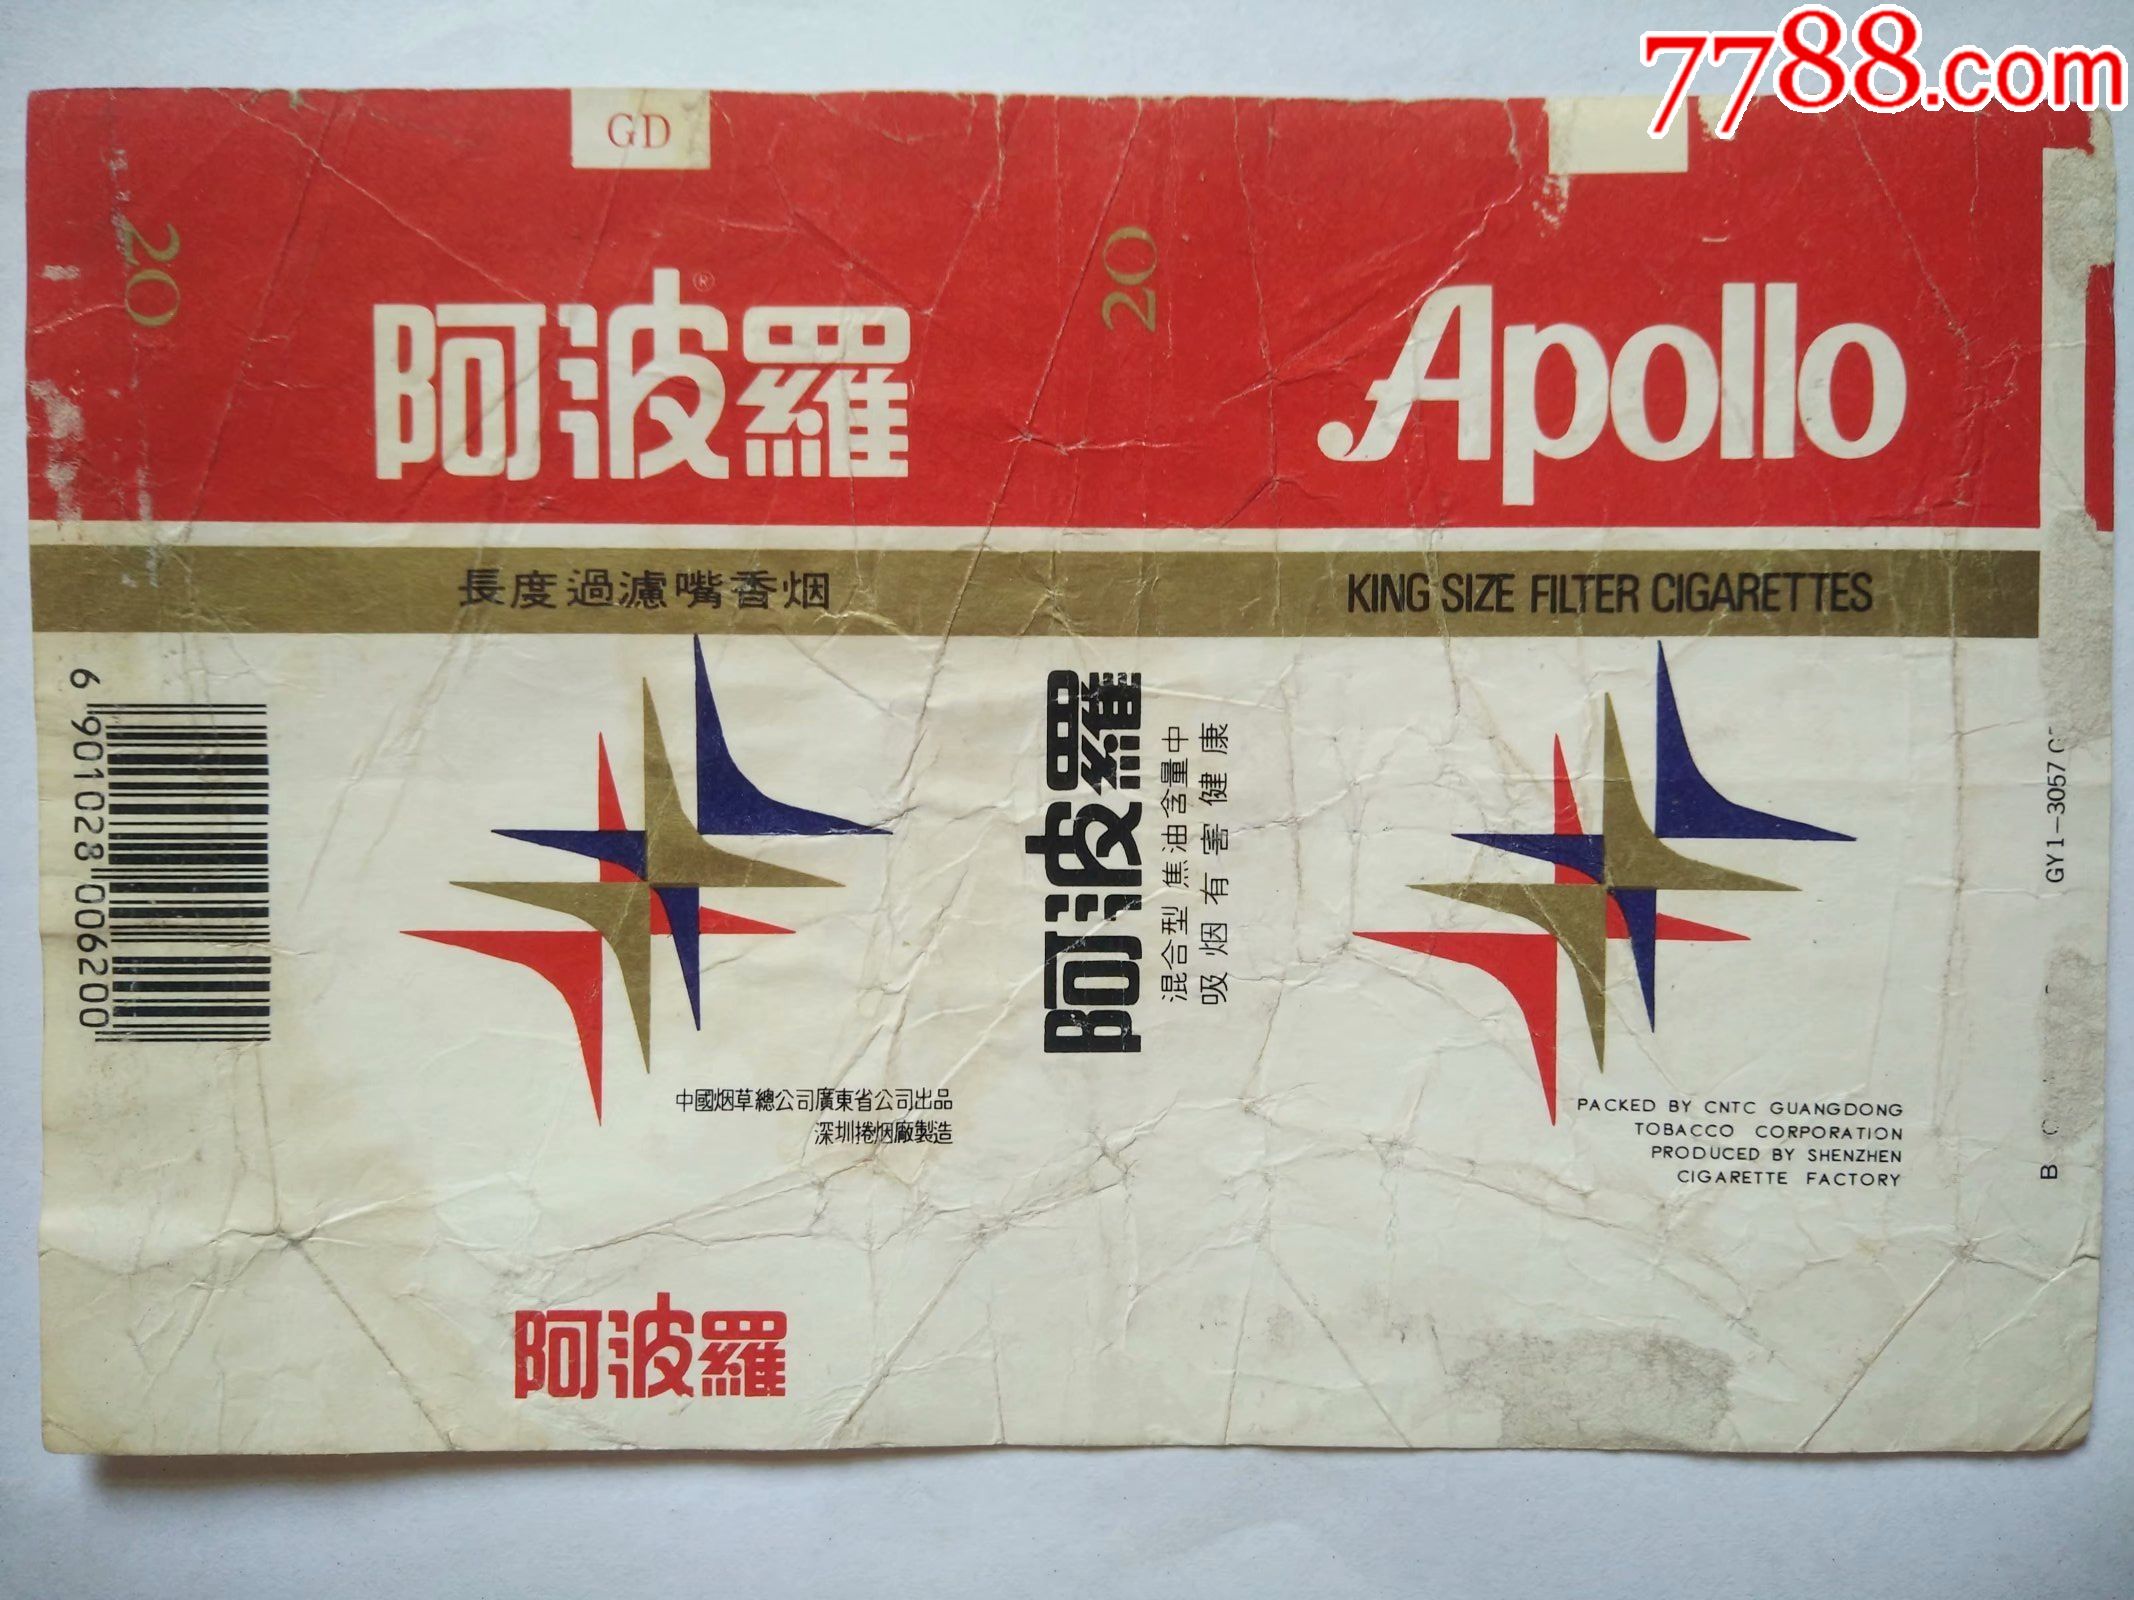 7788.com
GD
20
阿波羅®
20
Apollo
長度過濾嘴香烟
KING SIZE FILTER CIGARETTES
6 901028 006200
阿波羅
混合型 焦油含量中
吸烟有害健康
GY1-3057
中國烟草總公司廣東省公司出品
深圳捲烟廠製造
PACKED BY CNTC GUANGDONG
TOBACCO CORPORATION
PRODUCED BY SHENZHEN
CIGARETTE FACTORY
B
阿波羅